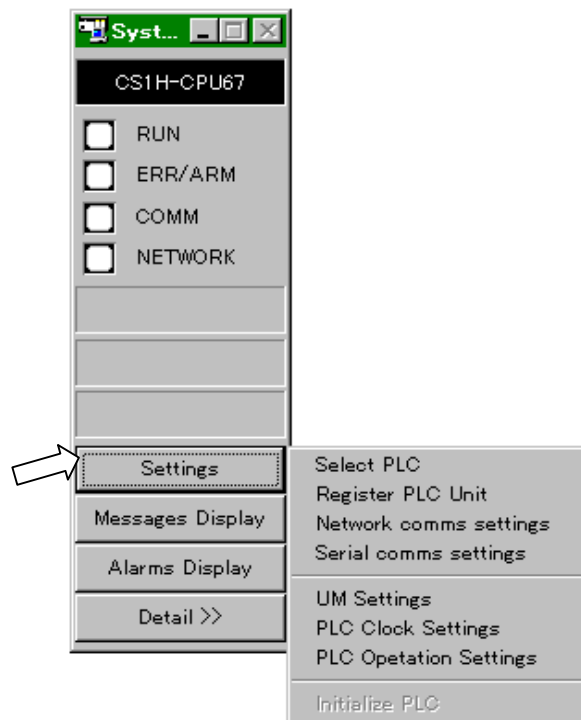 Syst...
CS1H-CPU67
RUN
ERR/ARM
COMM
NETWORK
Settings
Messages Display
Alarms Display
Detail >>
Select PLC
Register PLC Unit
Network comms settings
Serial comms settings
UM Settings
PLC Clock Settings
PLC Opetation Settings
Initialize PLC